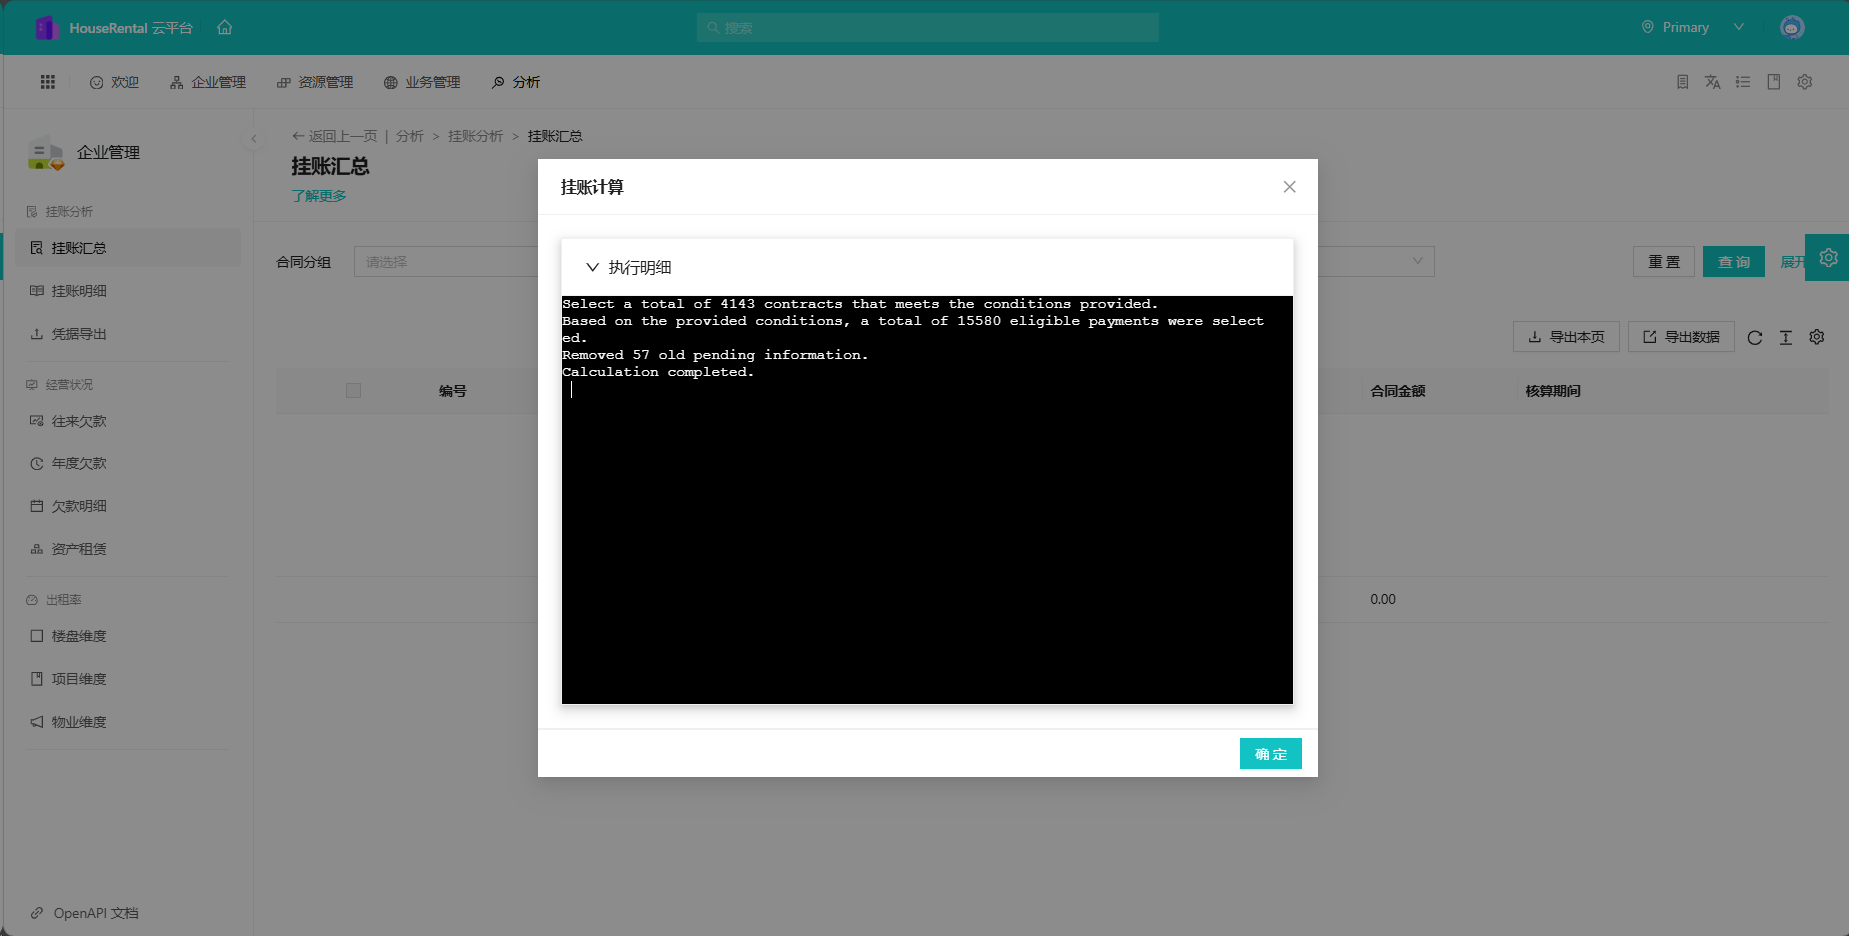 HouseRental 云平台
搜索
Primary
欢迎
企业管理
资源管理
业务管理
分析
企业管理
挂账分析
挂账汇总
挂账明细
凭据导出
经营状况
往来欠款
年度欠款
欠款明细
资产租赁
出租率
楼盘维度
项目维度
物业维度
OpenAPI 文档
返回上一页 | 分析 > 挂账分析 > 挂账汇总
挂账汇总
了解更多
合同分组
请选择
重 置
查 询
展开
导出本页
导出数据
编号
合同金额
核算期间
0.00
挂账计算
执行明细
Select a total of 4143 contracts that meets the conditions provided.
Based on the provided conditions, a total of 15580 eligible payments were select
ed.
Removed 57 old pending information.
Calculation completed.
确 定